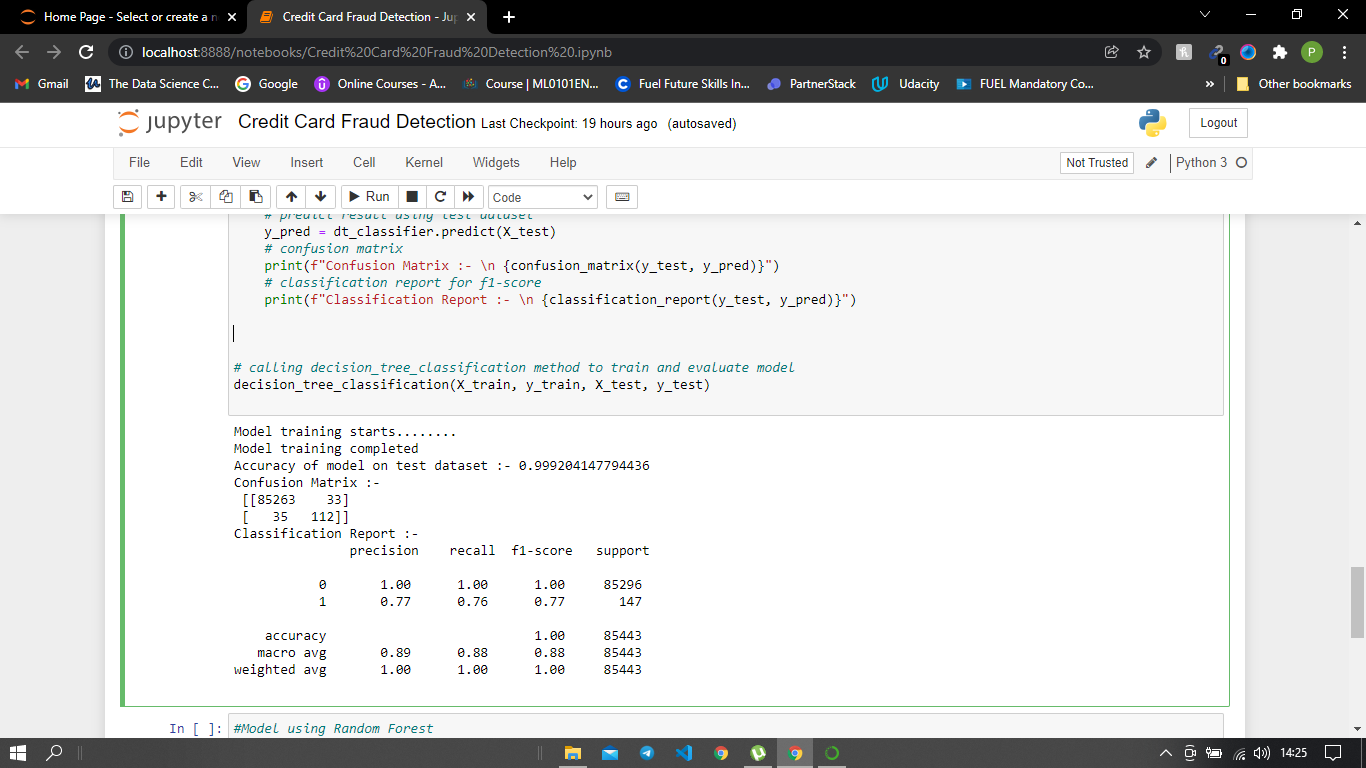 Home Page - Select or create a n
Credit Card Fraud Detection - Jup
localhost:8888/notebooks/Credit%20Card%20Fraud%20Detection%20.ipynb
P
0
Gmail
The Data Science C...
Google
Online Courses - A...
Course | ML0101EN...
Fuel Future Skills In...
PartnerStack
Udacity
FUEL Mandatory Co...
»
Other bookmarks
jupyter Credit Card Fraud Detection Last Checkpoint: 19 hours ago (autosaved)
Logout
File Edit View Insert Cell Kernel Widgets Help
Not Trusted
Python 3
Run
Code
# predict result using test dataset
y_pred = dt_classifier.predict(X_test)
# confusion matrix
print(f"Confusion Matrix :- \n {confusion_matrix(y_test, y_pred)}")
# classification report for f1-score
print(f"Classification Report :- \n {classification_report(y_test, y_pred)}")
# calling decision_tree_classification method to train and evaluate model
decision_tree_classification(X_train, y_train, X_test, y_test)
Model training starts........
Model training completed
Accuracy of model on test dataset :- 0.999204147794436
Confusion Matrix :-
[[85263    33]
[   35   112]]
Classification Report :-
precision    recall  f1-score   support
0       1.00      1.00      1.00     85296
1       0.77      0.76      0.77       147
accuracy                           1.00     85443
macro avg       0.89      0.88      0.88     85443
weighted avg       1.00      1.00      1.00     85443
In [ ]: #Model using Random Forest
14:25